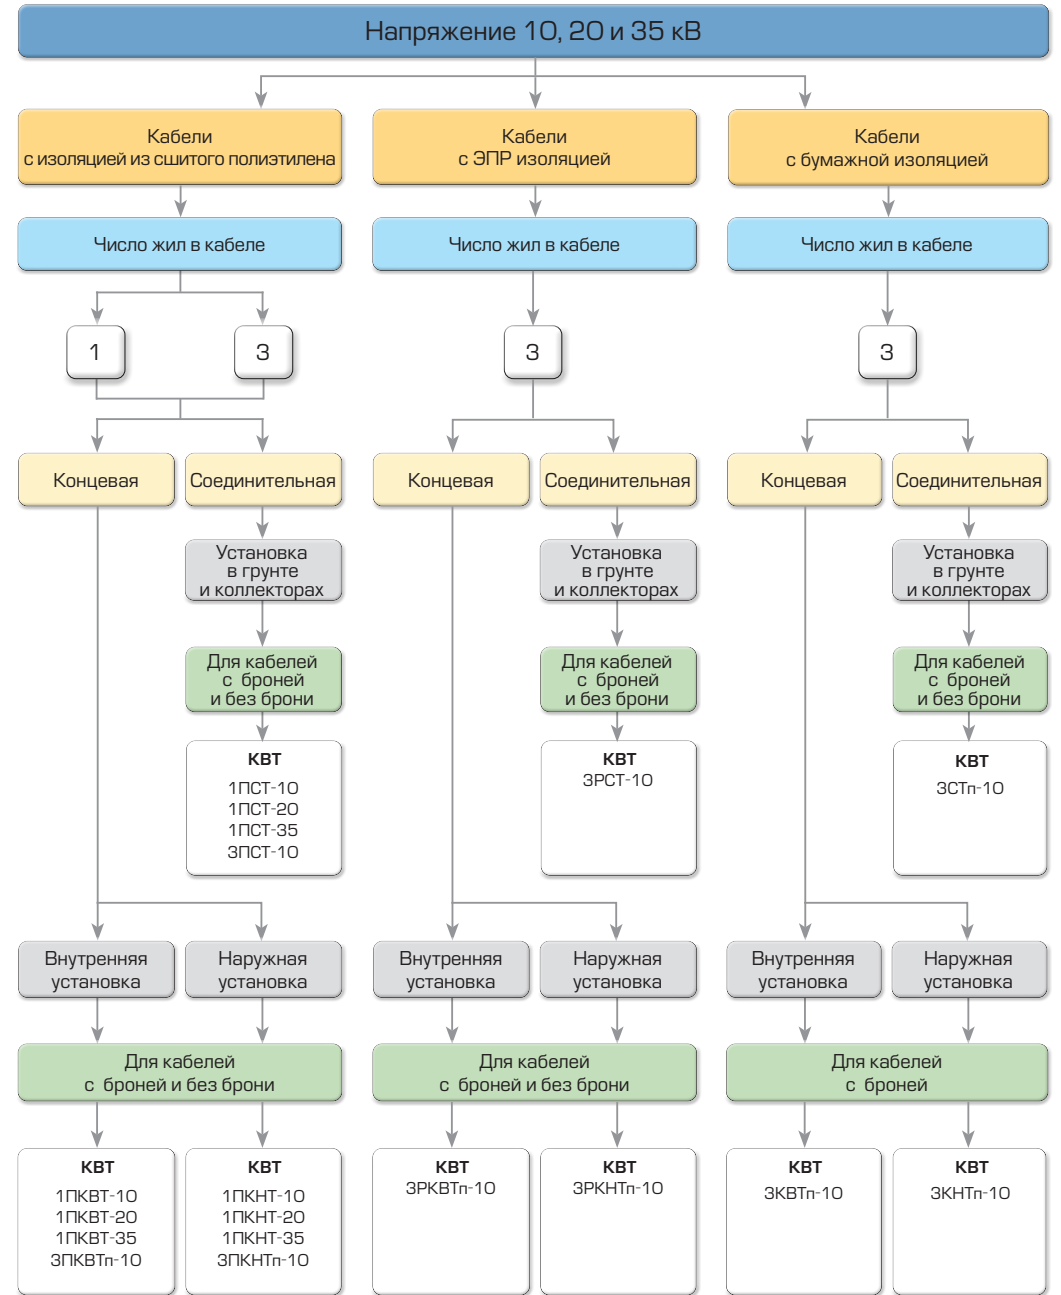 Напряжение 10, 20 и 35 кВ
Кабели
с изоляцией из сшитого полиэтилена
Кабели
с ЭПР изоляцией
Кабели
с бумажной изоляцией
Число жил в кабеле
Число жил в кабеле
Число жил в кабеле
1
3
3
3
Концевая
Соединительная
Концевая
Соединительная
Концевая
Соединительная
Установка
в грунте
и коллекторах
Установка
в грунте
и коллекторах
Установка
в грунте
и коллекторах
Для кабелей
с броней
и без брони
Для кабелей
с броней
и без брони
Для кабелей
с броней
и без брони
КВТ
1ПСТ-10
1ПСТ-20
1ПСТ-35
3ПСТ-10
КВТ
3РСТ-10
КВТ
3СТп-10
Внутренняя
установка
Наружная
установка
Внутренняя
установка
Наружная
установка
Внутренняя
установка
Наружная
установка
Для кабелей
с броней и без брони
Для кабелей
с броней и без брони
Для кабелей
с броней
КВТ
1ПКВТ-10
1ПКВТ-20
1ПКВТ-35
3ПКВТп-10
КВТ
1ПКНТ-10
1ПКНТ-20
1ПКНТ-35
3ПКНТп-10
КВТ
3РКВТп-10
КВТ
3РКНТп-10
КВТ
3КВТп-10
КВТ
3КНТп-10